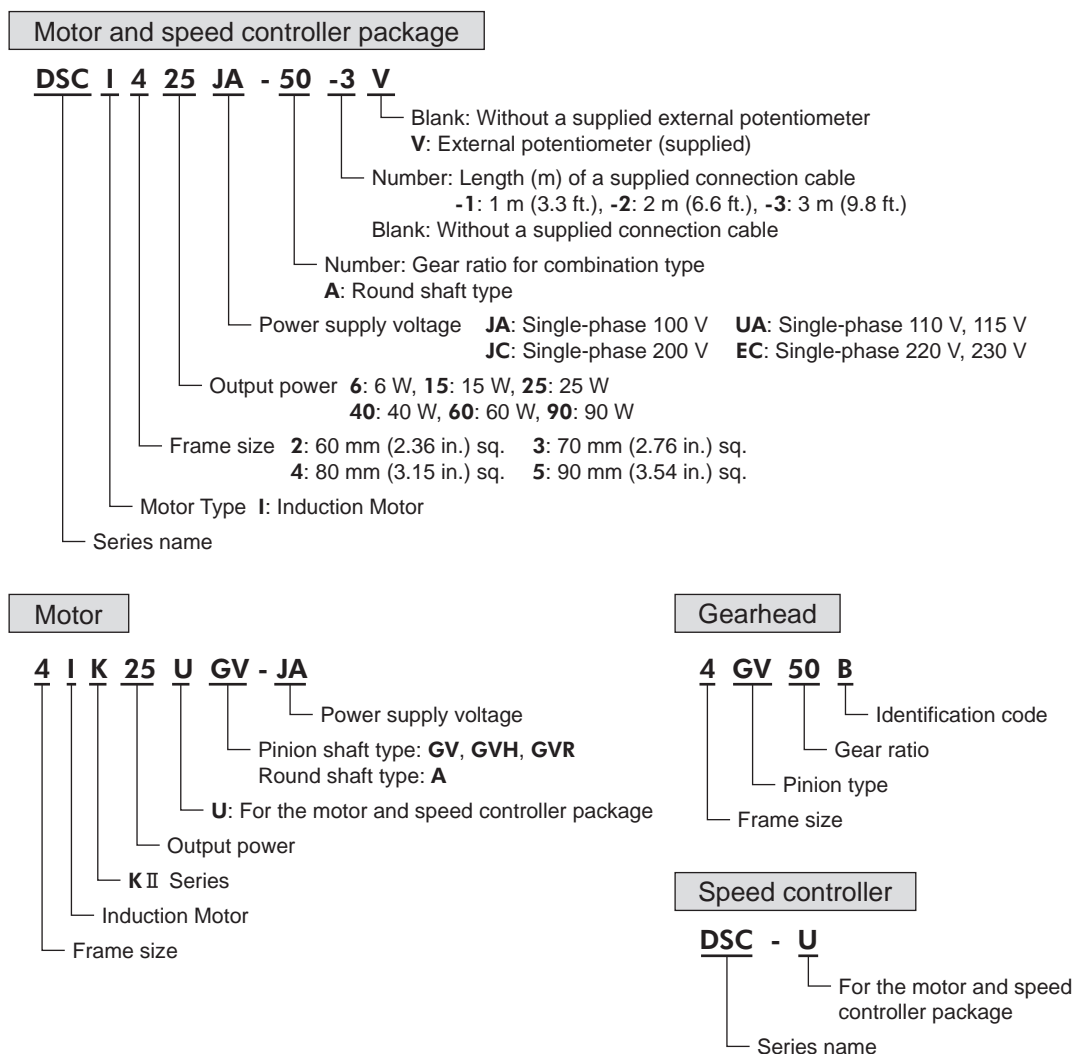 Motor and speed controller package
DSC I 4 25 JA - 50 -3 V
Blank: Without a supplied external potentiometer
V: External potentiometer (supplied)
Number: Length (m) of a supplied connection cable
-1: 1 m (3.3 ft.), -2: 2 m (6.6 ft.), -3: 3 m (9.8 ft.)
Blank: Without a supplied connection cable
Number: Gear ratio for combination type
A: Round shaft type
Power supply voltage JA: Single-phase 100 V UA: Single-phase 110 V, 115 V
JC: Single-phase 200 V EC: Single-phase 220 V, 230 V
Output power 6: 6 W, 15: 15 W, 25: 25 W
40: 40 W, 60: 60 W, 90: 90 W
Frame size 2: 60 mm (2.36 in.) sq. 3: 70 mm (2.76 in.) sq.
4: 80 mm (3.15 in.) sq. 5: 90 mm (3.54 in.) sq.
Motor Type I: Induction Motor
Series name
Motor
4 I K 25 U GV - JA
Power supply voltage
Pinion shaft type: GV, GVH, GVR
Round shaft type: A
U: For the motor and speed controller package
Output power
KⅡ Series
Induction Motor
Frame size
Gearhead
4 GV 50 B
Identification code
Gear ratio
Pinion type
Frame size
Speed controller
DSC - U
For the motor and speed
controller package
Series name